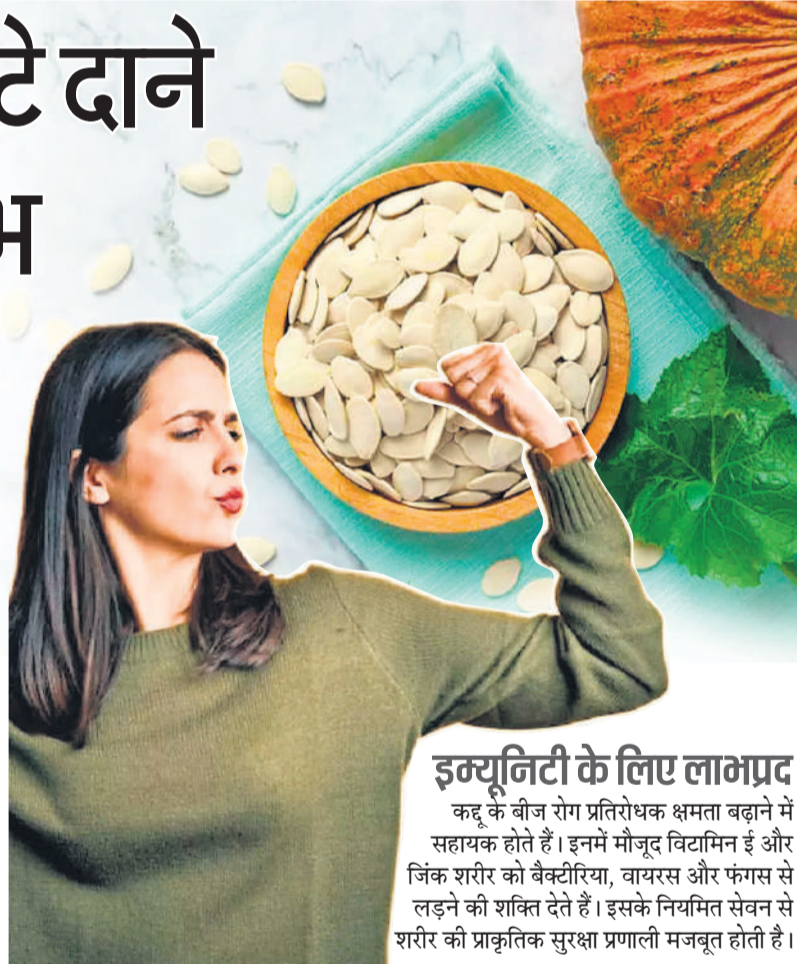 दाने
इम्यूनिटी के लिए लाभप्रद
कद्दू के बीज रोग प्रतिरोधक क्षमता बढ़ाने में
सहायक होते हैं। इनमें मौजूद विटामिन ई और
जिंक शरीर को बैक्टीरिया, वायरस और फंगस से
लड़ने की शक्ति देते हैं। इसके नियमित सेवन से
शरीर की प्राकृतिक सुरक्षा प्रणाली मजबूत होती है।